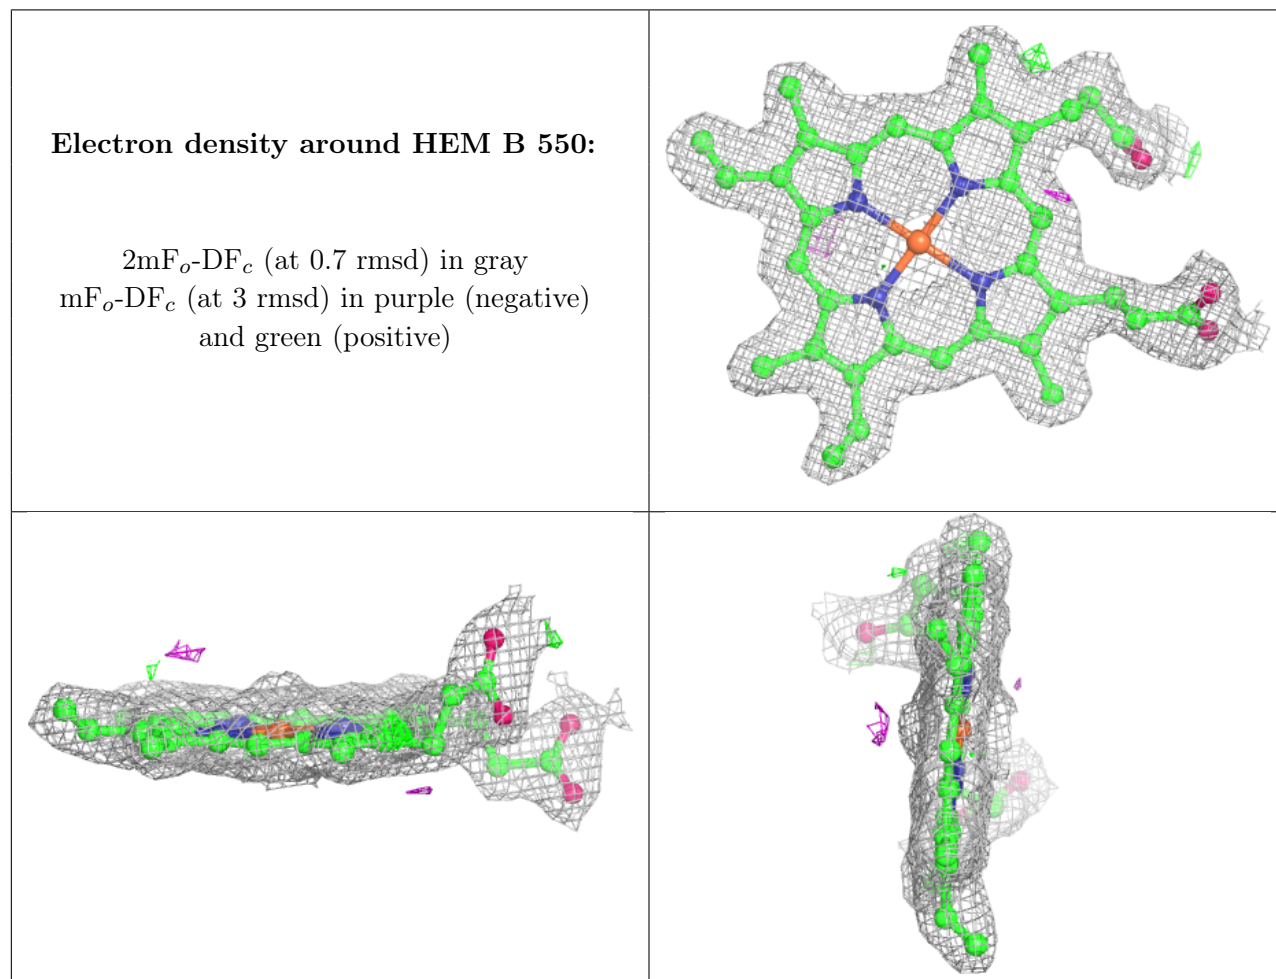 Electron density around HEM B 550:
2mFo-DFc (at 0.7 rmsd) in gray
mFo-DFc (at 3 rmsd) in purple (negative)
and green (positive)